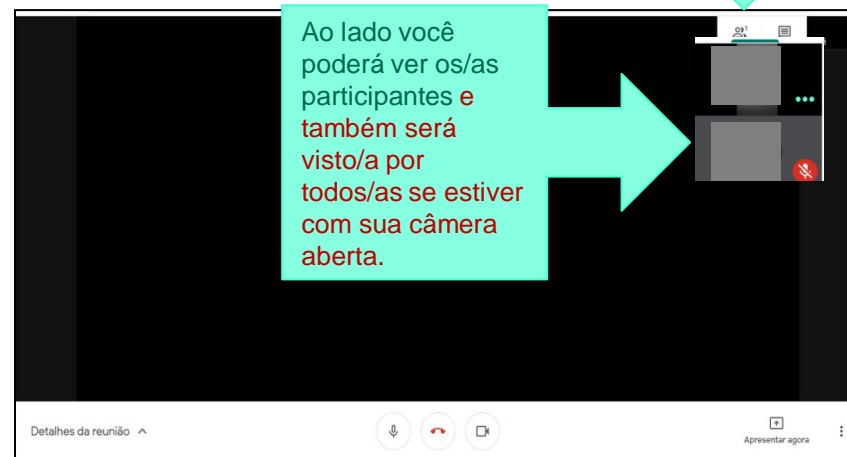 Ao lado você
poderá ver os/as
participantes e
também será
visto/a por
todos/as se estiver
com sua câmera
aberta.
Detalhes da reunião
Apresentar agora